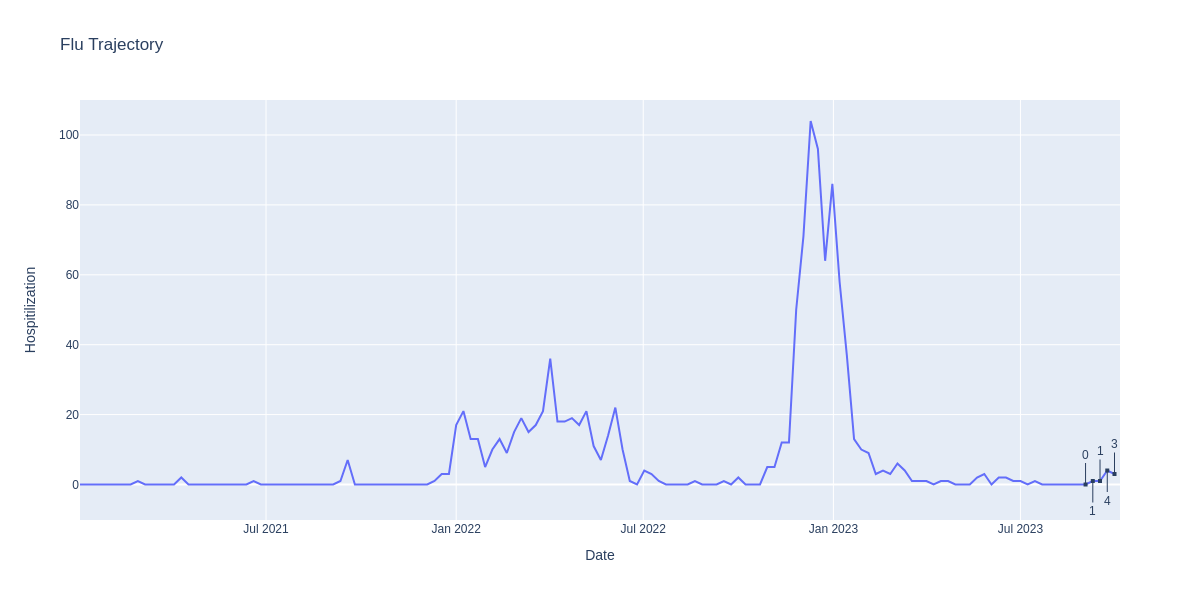 Flu Trajectory
100
80
60
40
20
0
Hospitilization
0
1
1
4
3
Jul 2021
Jan 2022
Jul 2022
Jan 2023
Jul 2023
Date